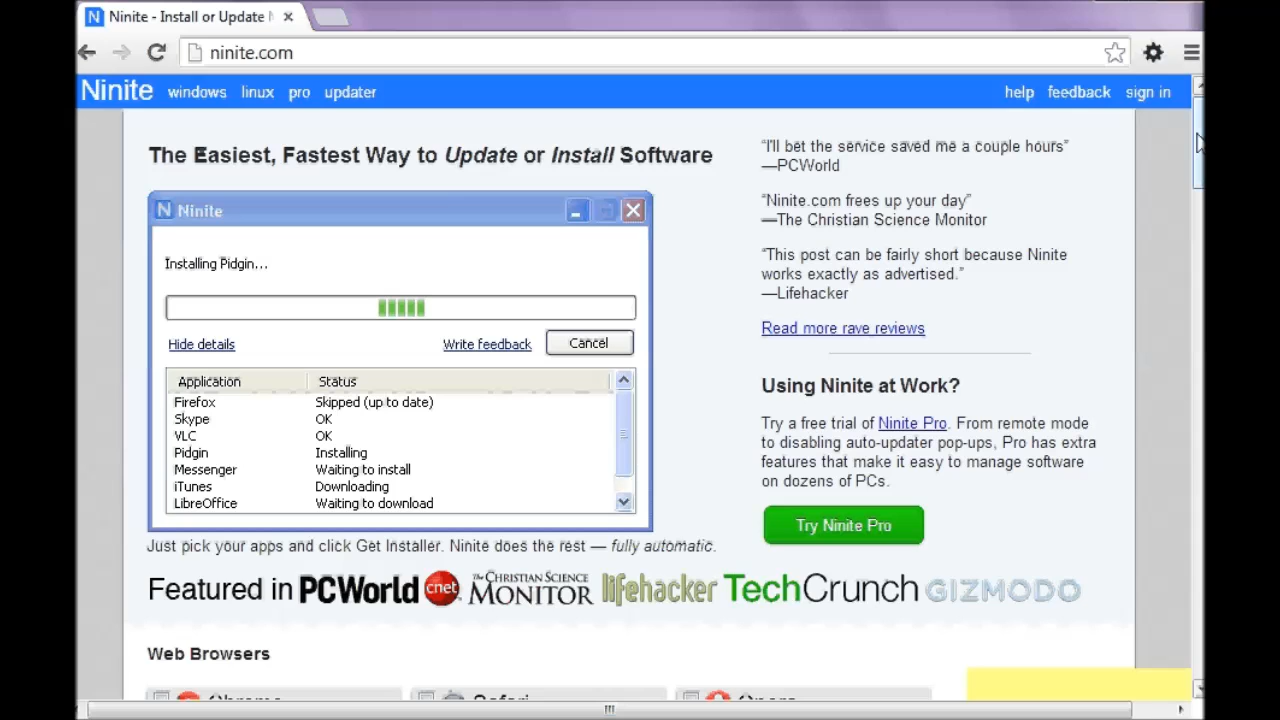 Ninite - Install or Update
ninite.com
Ninite windows linux pro updater help feedback sign in
The Easiest, Fastest Way to Update or Install Software
N Ninite
Installing Pidgin...
Hide details Write feedback Cancel
Application Status
Firefox Skipped (up to date)
Skype OK
VLC OK
Pidgin Installing
Messenger Waiting to install
iTunes Downloading
LibreOffice Waiting to download
Just pick your apps and click Get Installer. Ninite does the rest — fully automatic.
“I'll bet the service saved me a couple hours”
—PCWorld
“Ninite.com frees up your day”
—The Christian Science Monitor
“This post can be fairly short because Ninite
works exactly as advertised.”
—Lifehacker
Read more rave reviews
Using Ninite at Work?
Try a free trial of Ninite Pro. From remote mode
to disabling auto-updater pop-ups, Pro has extra
features that make it easy to manage software
on dozens of PCs.
Try Ninite Pro
Featured in PCWorld cnet The Christian Science Monitor lifehacker TechCrunch GIZMODO
Web Browsers
Chrome Safari Opera